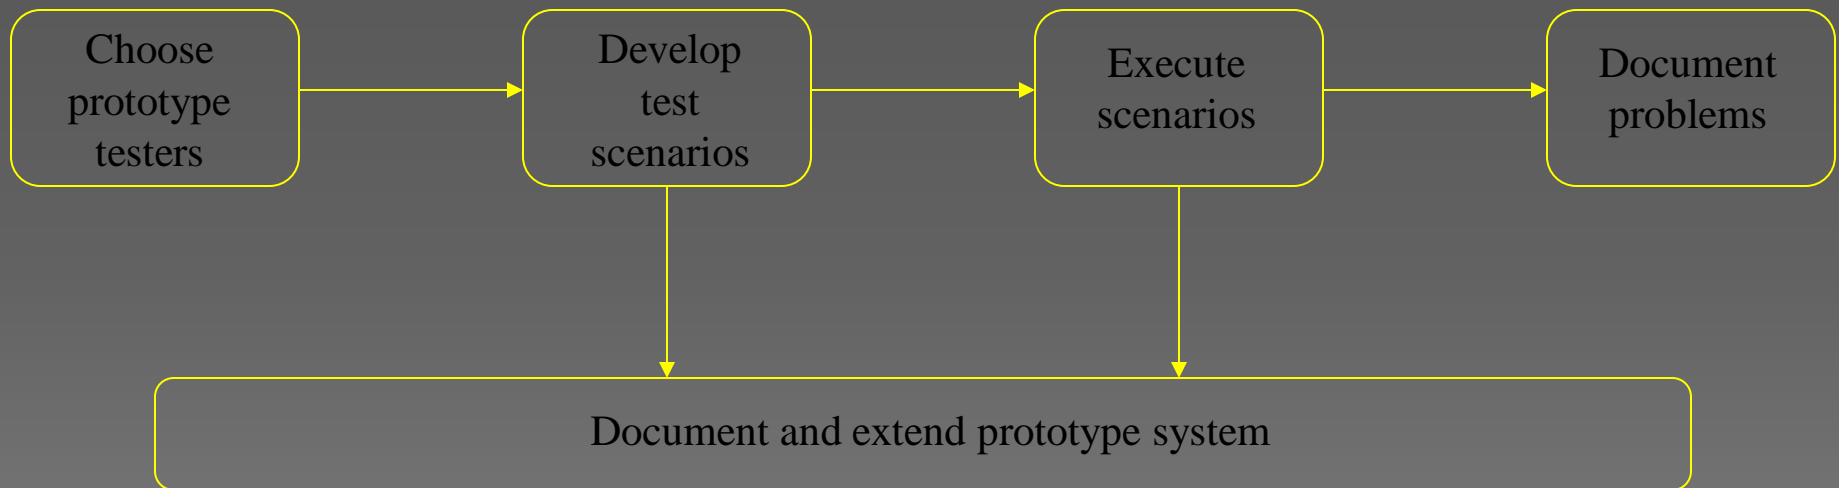 Choose
prototype
testers
Develop
test
scenarios
Execute
scenarios
Document
problems
Document and extend prototype system